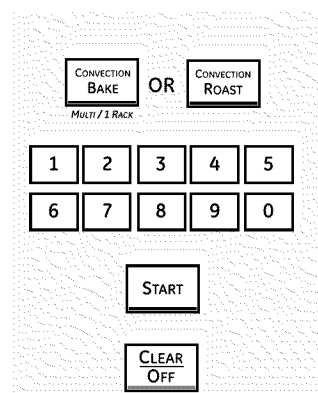 CONVECTION
BAKE
OR
CONVECTION
ROAST
MULTI / 1 RACK
1 2 3 4 5
6 7 8 9 0
START
CLEAR
OFF